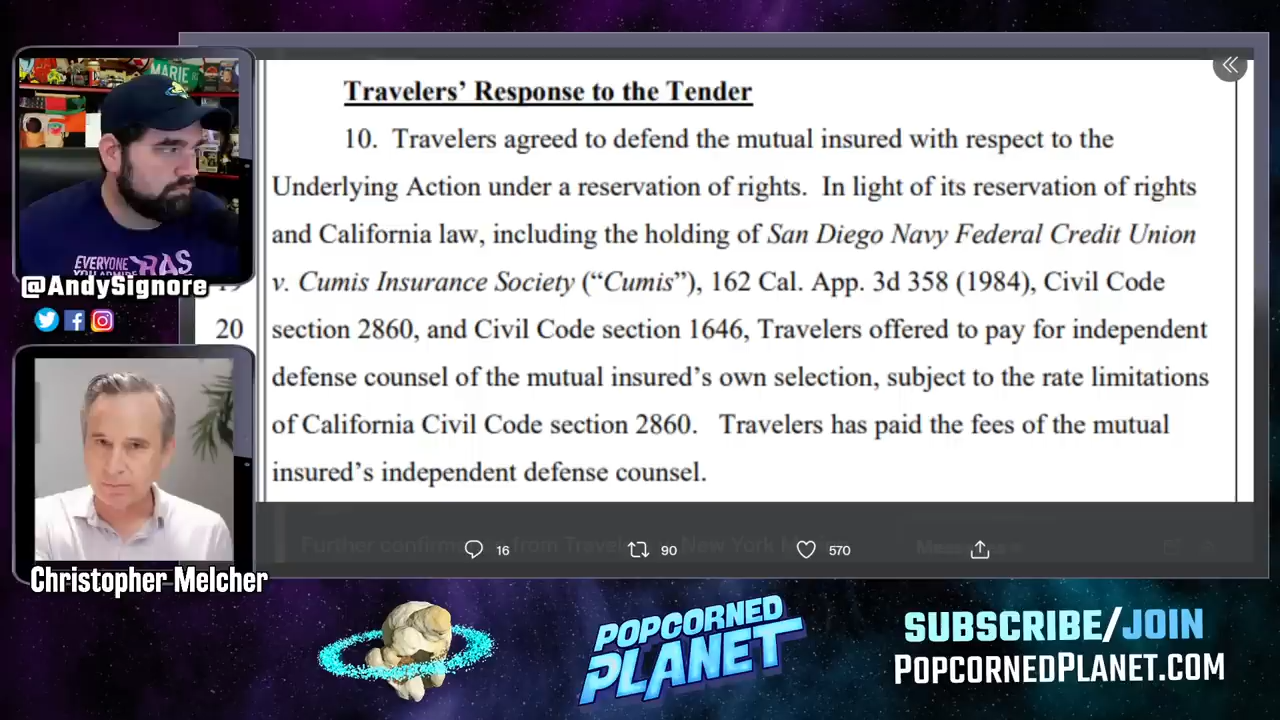 MARIE
EVERYONE
HAS
@AndySignore
Christopher Melcher
Travelers' Response to the Tender
10. Travelers agreed to defend the mutual insured with respect to the
Underlying Action under a reservation of rights. In light of its reservation of rights
and California law, including the holding of San Diego Navy Federal Credit Union
v. Cumis Insurance Society (“Cumis”), 162 Cal. App. 3d 358 (1984), Civil Code
20 section 2860, and Civil Code section 1646, Travelers offered to pay for independent
defense counsel of the mutual insured's own selection, subject to the rate limitations
of California Civil Code section 2860. Travelers has paid the fees of the mutual
insured's independent defense counsel.
16 90 570
POPCORNED
PLANET
SUBSCRIBE/JOIN
POPCORNEDPLANET.COM